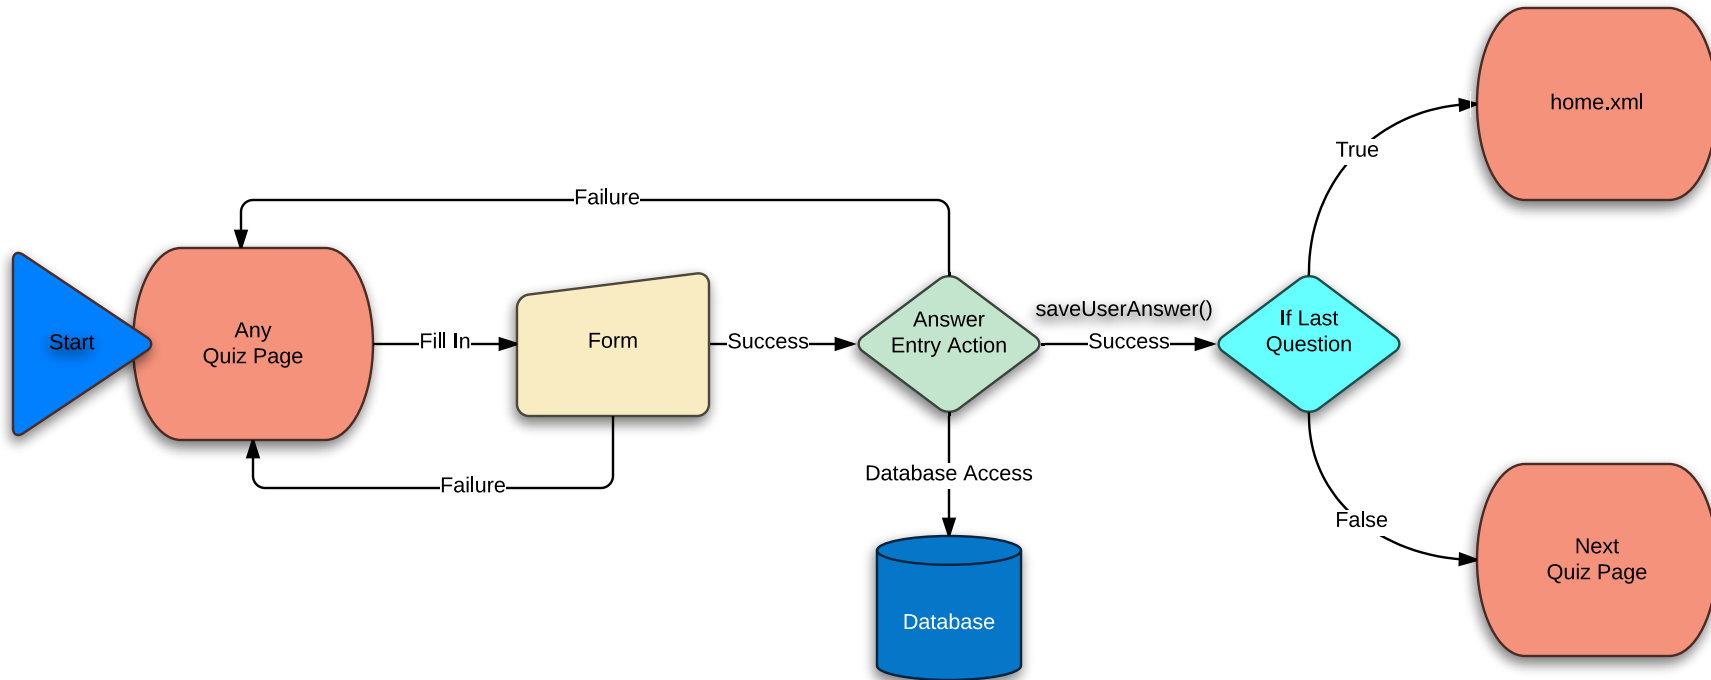 home.xml
True
Failure
Start
Any
Quiz Page
Fill In
Form
Success
Answer
Entry Action
saveUserAnswer()
Success
If Last
Question
Failure
Database Access
False
Next
Quiz Page
Database